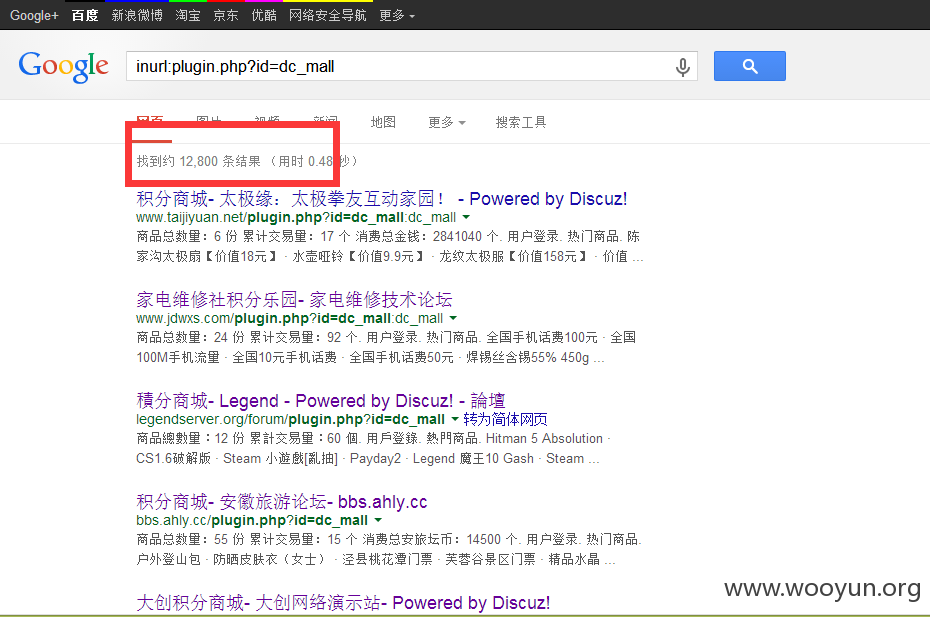 Google+ 百度 新浪微博 淘宝 京东 优酷 网络安全导航 更多
Google inurl:plugin.php?id=dc_mall
网页 图片 视频 新闻 地图 更多 搜索工具
找到约 12,800 条结果 (用时 0.48 秒)
积分商城- 太极缘：太极拳友互动家园！ - Powered by Discuz!
www.taijiyuan.net/plugin.php?id=dc_mall:dc_mall
商品总数量：6 份 累计交易量：17 个 消费总金钱：2841040 个. 用户登录. 热门商品. 陈
家沟太极扇【价值18元】 · 水壶哑铃【价值9.9元】 · 龙纹太极服【价值158元】 · 价值 ...
家电维修社积分乐园- 家电维修技术论坛
www.jdwxs.com/plugin.php?id=dc_mall:dc_mall
商品总数量：24 份 累计交易量：92 个. 用户登录. 热门商品. 全国手机话费100元 · 全国
100M手机流量 · 全国10元手机话费 · 全国手机话费50元 · 焊锡丝含锡55% 450g ...
積分商城- Legend - Powered by Discuz! - 論壇
legendserver.org/forum/plugin.php?id=dc_mall 转为简体网页
商品總數量：12 份 累計交易量：60 個. 用戶登錄. 熱門商品. Hitman 5 Absolution ·
CS1.6破解版 · Steam 小遊戲[亂抽] · Payday2 · Legend 魔王10 Gash · Steam ...
积分商城- 安徽旅游论坛- bbs.ahly.cc
bbs.ahly.cc/plugin.php?id=dc_mall
商品总数量：55 份 累计交易量：15 个 消费总安旅坛币：14500 个. 用户登录. 热门商品.
户外登山包 · 防晒皮肤衣（女士） · 泾县桃花潭门票 · 芙蓉谷景区门票 · 精品水晶 ...
大创积分商城- 大创网络演示站- Powered by Discuz!
www.wooyun.org